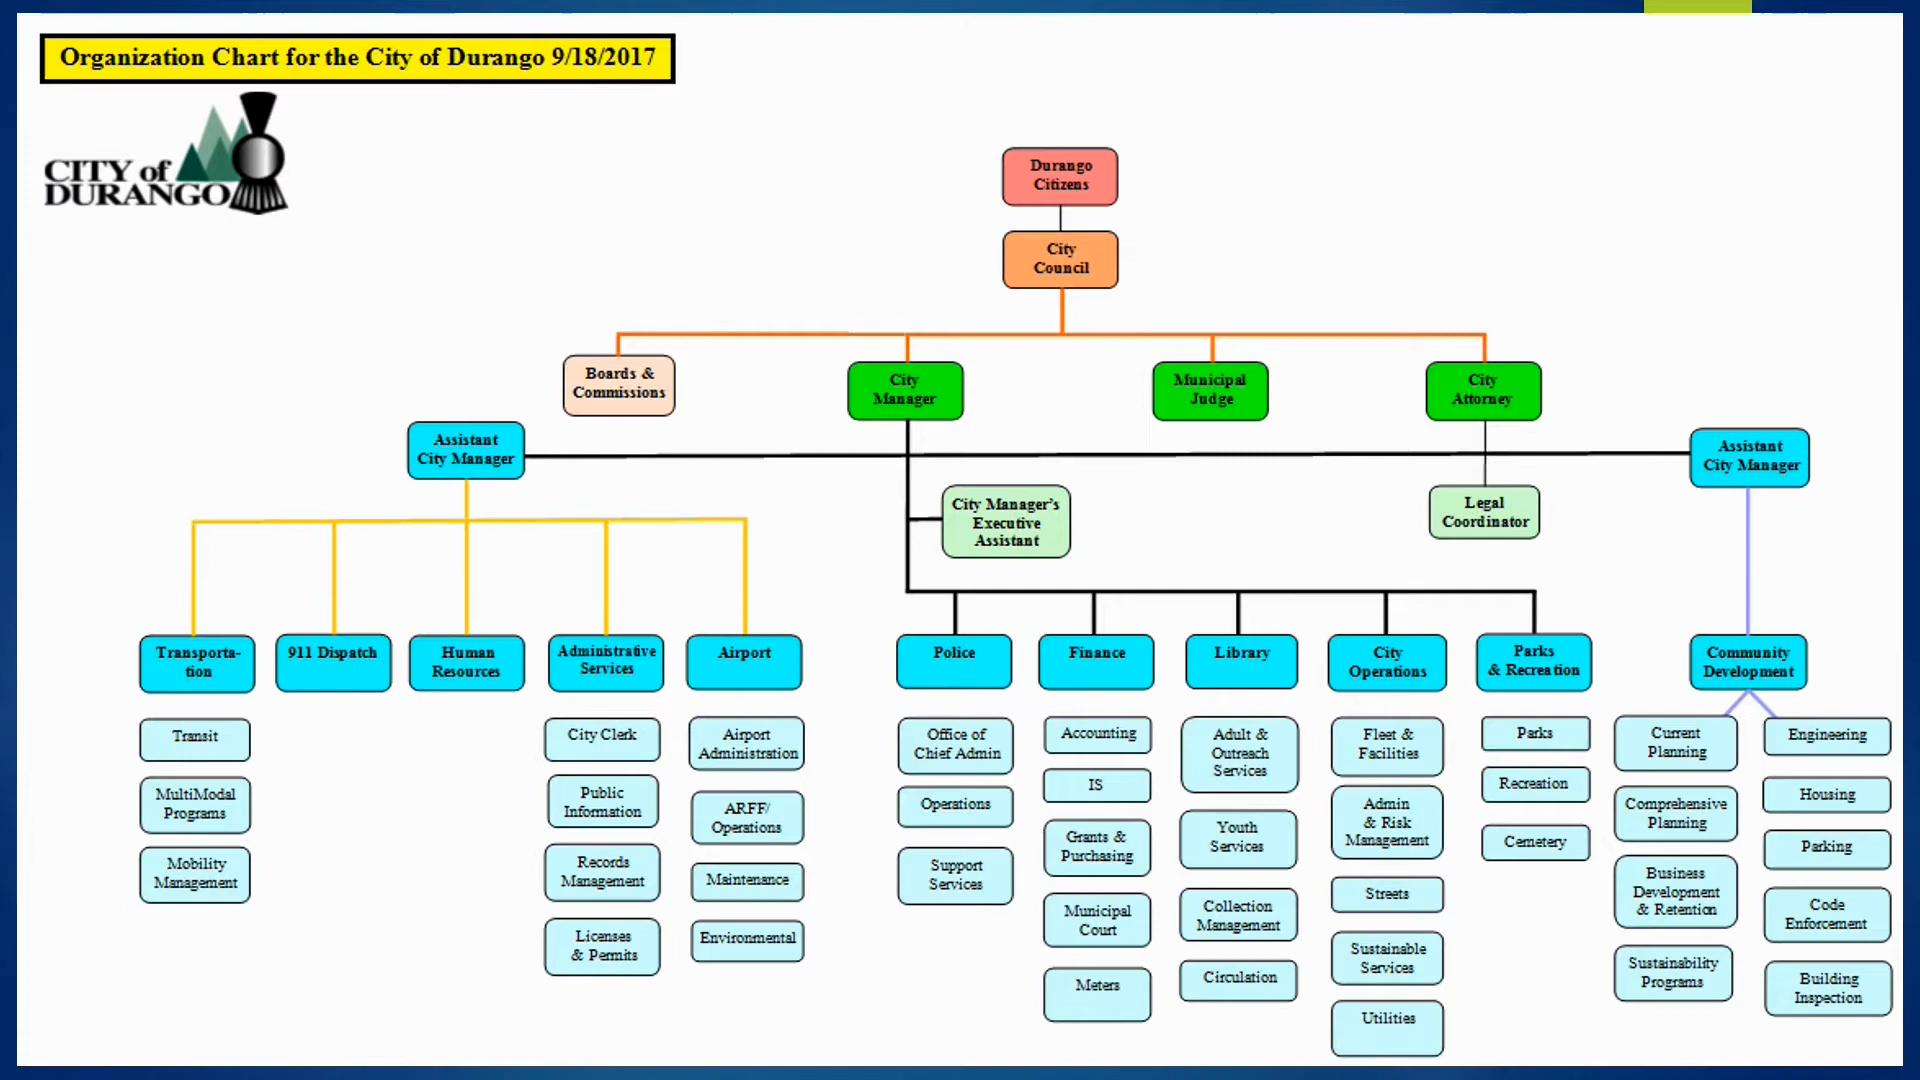 Organization Chart for the City of Durango 9/18/2017
CITY of
DURANGO
Durango
Citizens
City
Council
Boards &
Commissions
City
Manager
Municipal
Judge
City
Attorney
Assistant
City Manager
Assistant
City Manager
City Manager's
Executive
Assistant
Legal
Coordinator
Transporta-
tion
911 Dispatch
Human
Resources
Administrative
Services
Airport
Police
Finance
Library
City
Operations
Parks
& Recreation
Community
Development
Transit
MultiModal
Programs
Mobility
Management
City Clerk
Public
Information
Records
Management
Licenses
& Permits
Airport
Administration
ARFF/
Operations
Maintenance
Environmental
Office of
Chief Admin
Operations
Support
Services
Accounting
IS
Grants &
Purchasing
Municipal
Court
Meters
Adult &
Outreach
Services
Youth
Services
Collection
Management
Circulation
Fleet &
Facilities
Admin
& Risk
Management
Streets
Sustainable
Services
Utilities
Parks
Recreation
Cemetery
Current
Planning
Comprehensive
Planning
Business
Development
& Retention
Sustainability
Programs
Engineering
Housing
Parking
Code
Enforcement
Building
Inspection